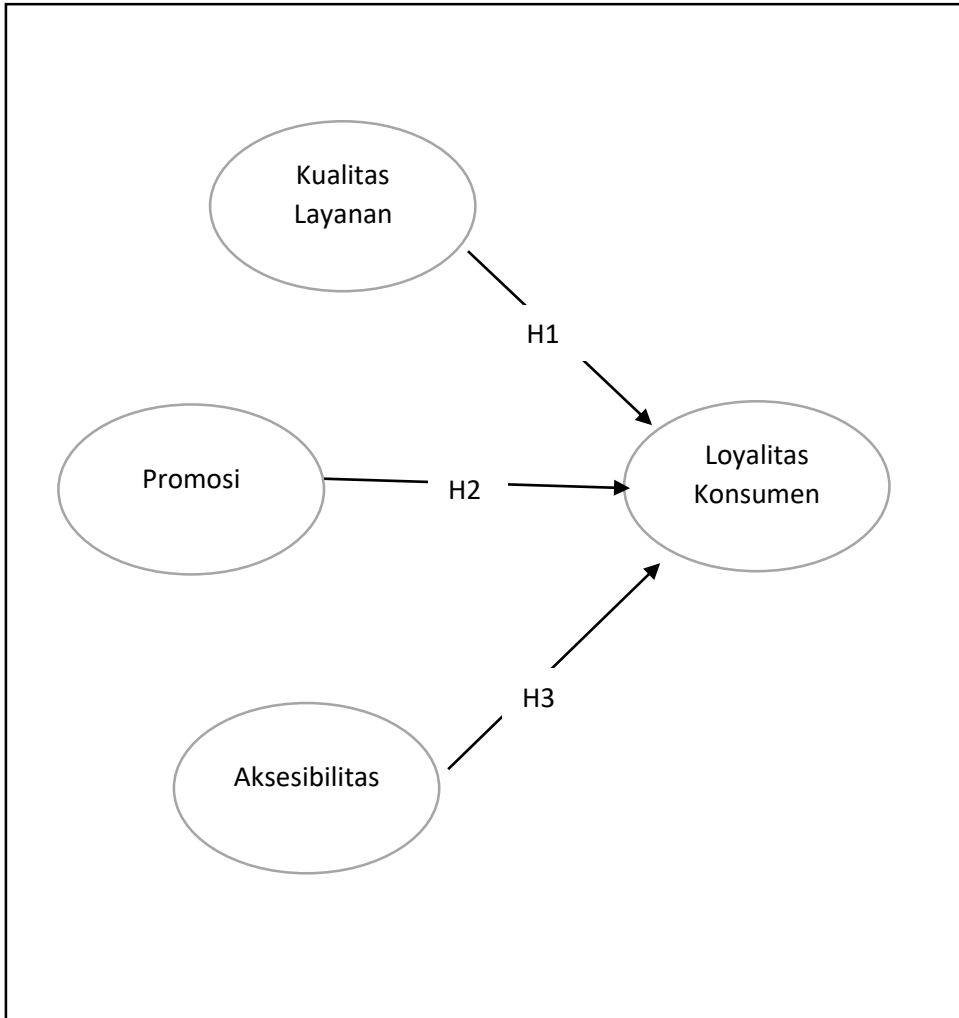 Kualitas
Layanan
H1
Loyalitas
Konsumen
Promosi
H2
H3
Aksesibilitas